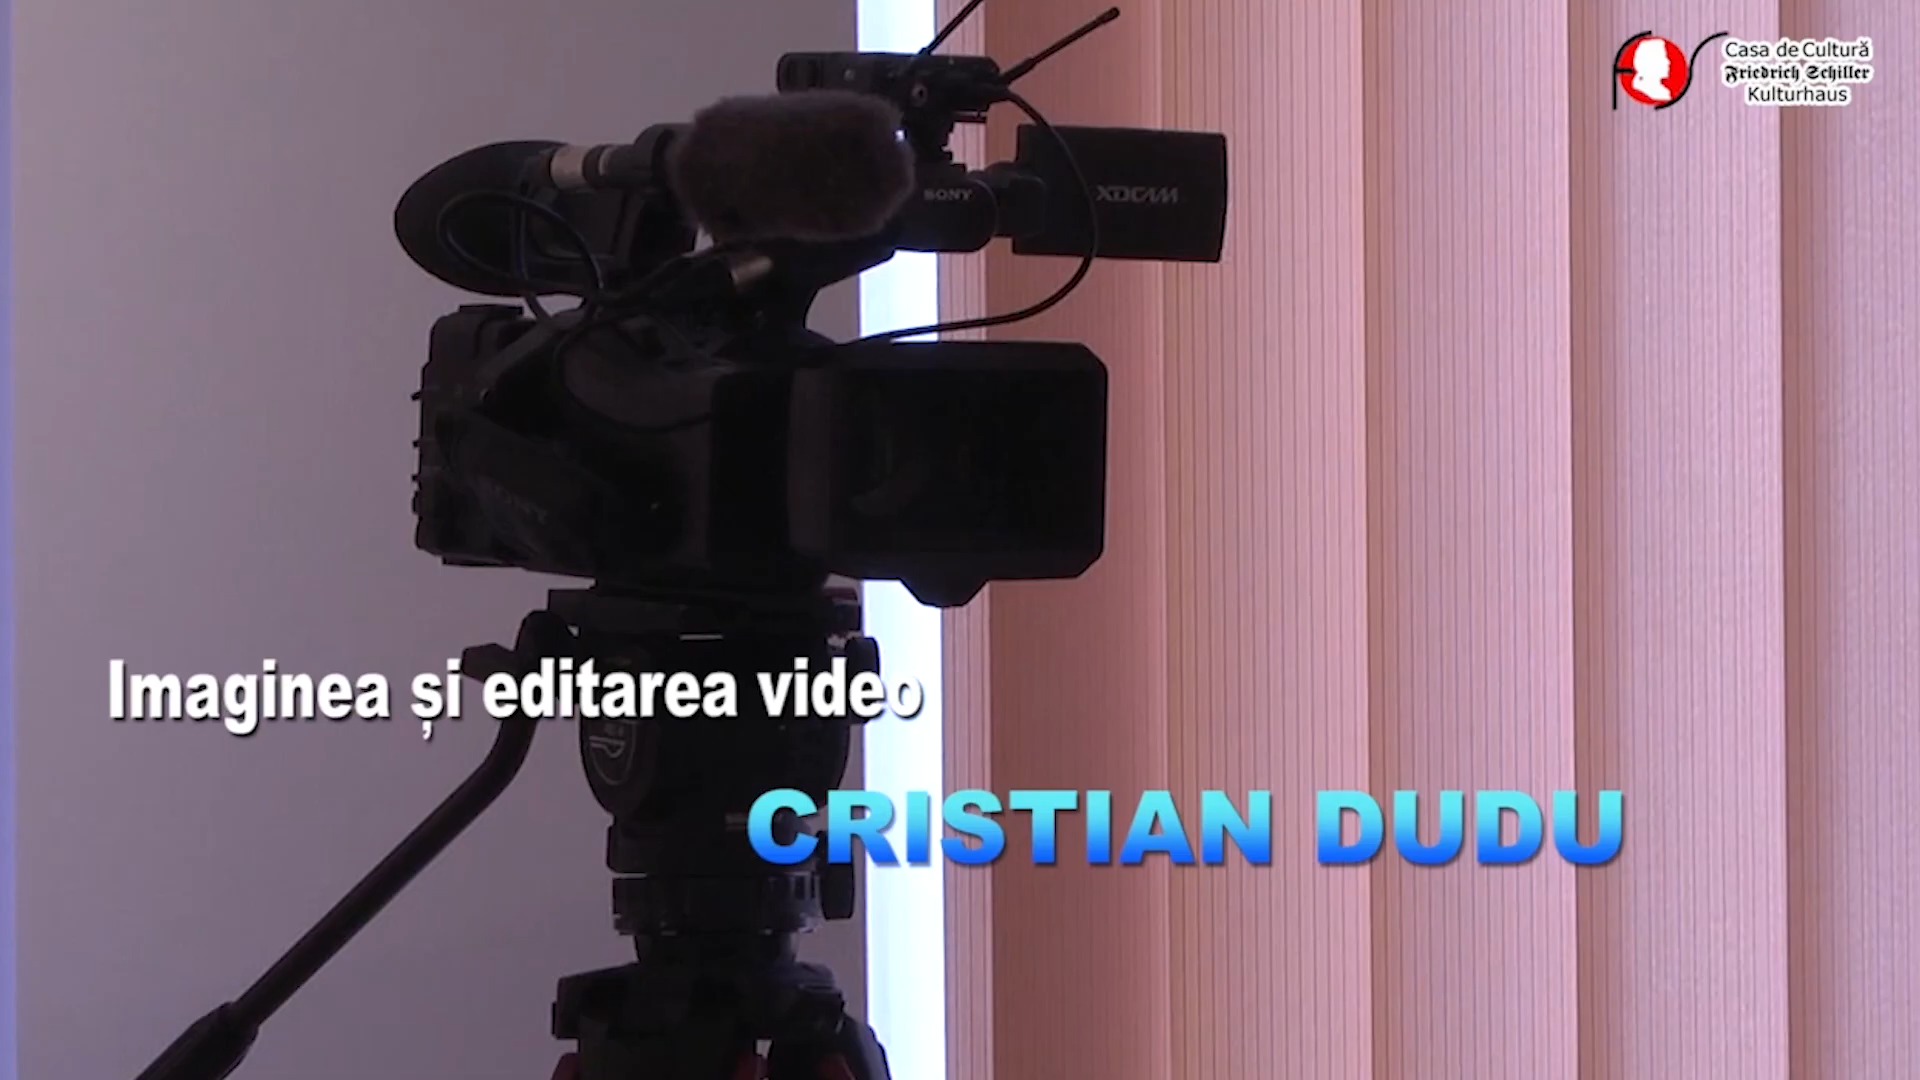 Casa de Cultură
Friedrich Schiller
Kulturhaus
SONY
XDCAM
Imaginea și editarea video
CRISTIAN DUDU